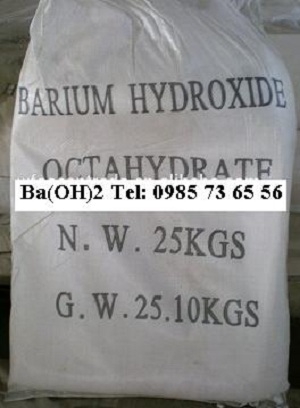 BARIUM HYDROXIDE
OCTAHYDRATE
Ba(OH)2 Tel: 0985 73 65 56
N. W. 25KGS
G. W. 25.10KGS